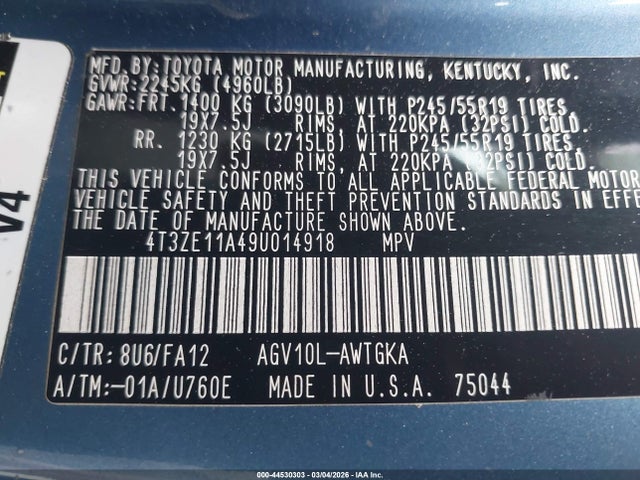 MFD.BY:TOYOTA MOTOR MANUFACTURING, KENTUCKY, INC.
GVWR:2245KG (4960LB)
GAWR:FRT.1400 KG (3090LB) WITH P245/55R19 TIRES,
19X7.5J RIMS, AT 220KPA (32PSI) COLD.
RR. 1230 KG (2715LB) WITH P245/55R19 TIRES,
19X7.5J RIMS, AT 220KPA (32PSI) COLD.
THIS VEHICLE CONFORMS TO ALL APPLICABLE FEDERAL MOTOR
VEHICLE SAFETY AND THEFT PREVENTION STANDARDS IN EFFE
THE DATE OF MANUFACTURE SHOWN ABOVE.
4T3ZE11A49U014918 MPV
C/TR: 8U6/FA12 AGV10L-AWTGKA
A/TM:-01A/U760E MADE IN U.S.A. 75044
V4
000-44530303 — 03/04/2026 — IAA Inc.